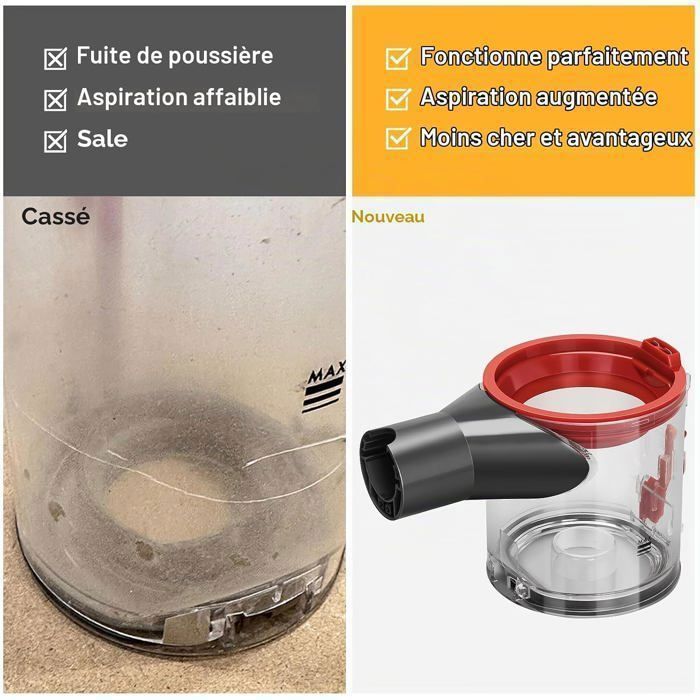 Fuite de poussière
Aspiration affaiblie
Sale
Fonctionne parfaitement
Aspiration augmentée
Moins cher et avantageux
Cassé
Nouveau
MAX